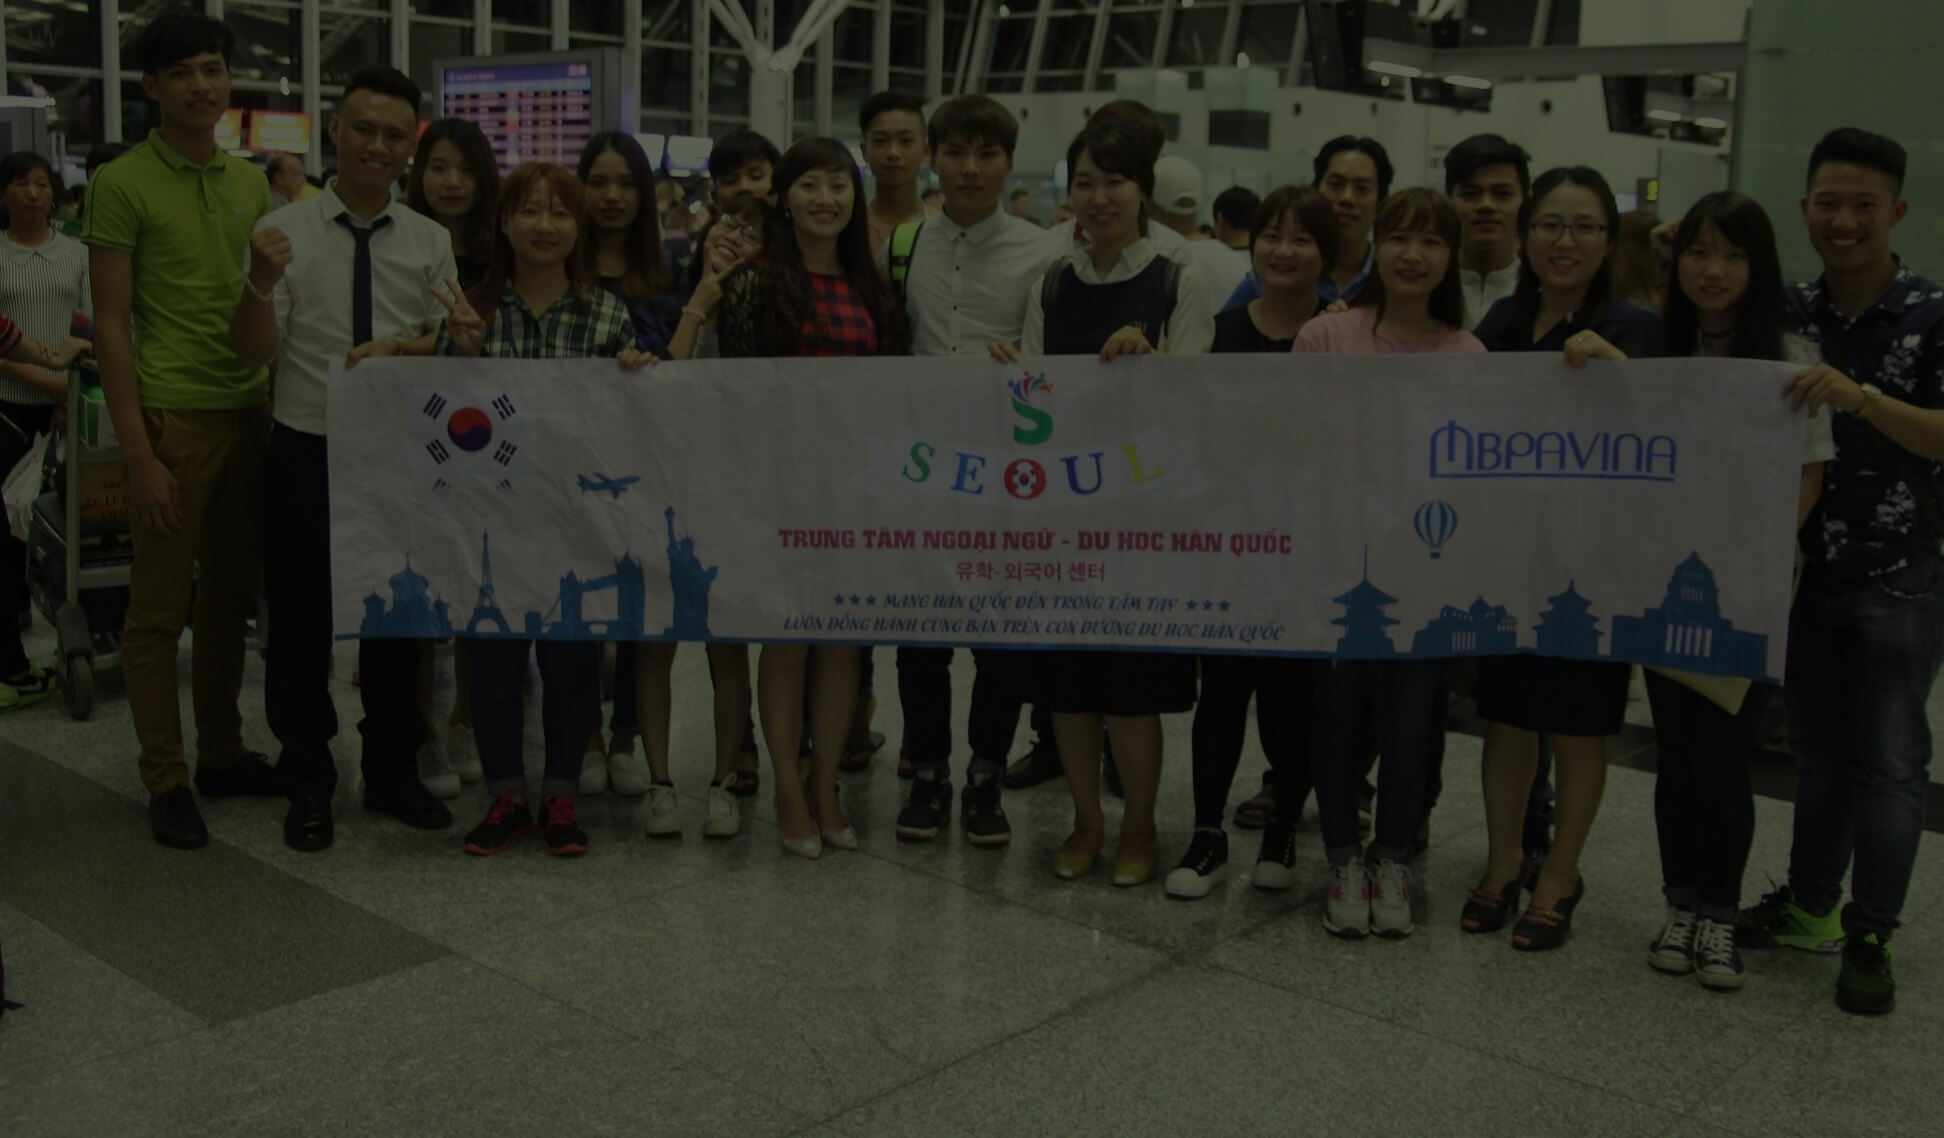 S
SEOUL
MBPAVINA
TRUNG TÂM NGOẠI NGỮ - DU HOC HÀN QUỐC
유학- 외국어 센터
★★★ MANG HÀN QUỐC ĐẾN TRONG TẦM TAY ★★★
LUÔN ĐỒNG HÀNH CÙNG BẠN TRÊN CON ĐƯỜNG DU HỌC HÀN QUỐC